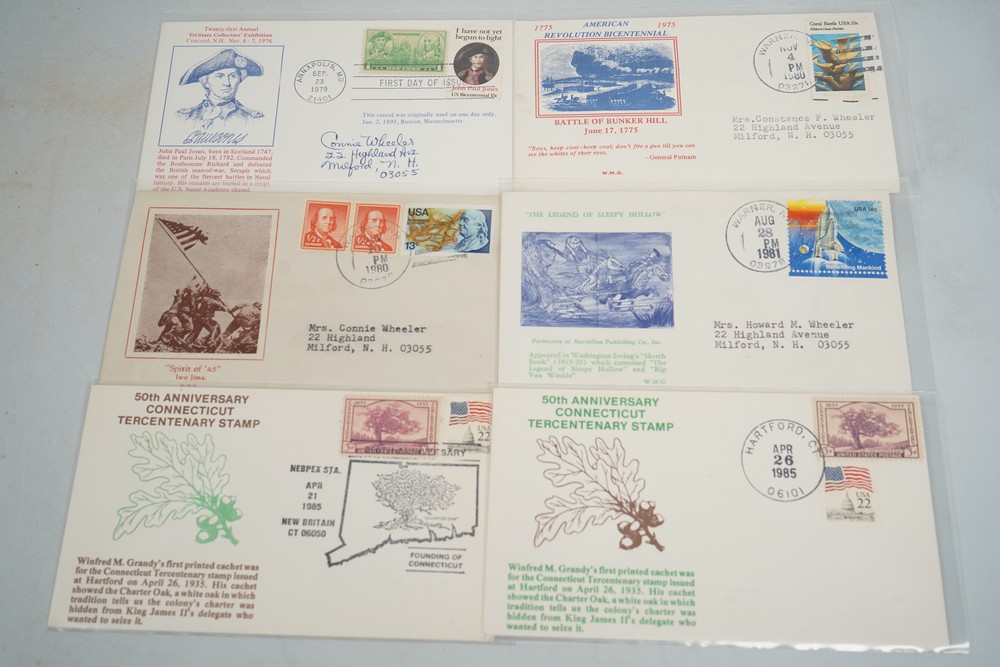 Twenty-first Annual
Tri-State Collectors' Exhibition
Concord, N.H., Nov. 6 - 7, 1976
John Paul Jones, born in Scotland 1747,
died in Paris July 18, 1792. Commanded
the Bonhomme Richard and defeated
the British man-of-war, Serapis which
was one of the fiercest battles in Naval
history. His remains are buried in a crypt
of the U.S. Naval Academy chapel.
ANNAPOLIS, MD
SEP.
23
1979
21401
FIRST DAY OF ISSUE
I have not yet
begun to fight
John Paul Jones
US Bicentennial 15c
This cancel was originally used on one day only,
Jan. 2, 1895, Boston, Massachusetts
Connie Wheeler
22 Highland Ave
Milford, N. H.
03055
1775 AMERICAN 1975
REVOLUTION BICENTENNIAL
BATTLE OF BUNKER HILL
June 17, 1775
"Boys, keep cool—keep cool; don't fire a gun till you can
see the whites of their eyes.
—General Putnam
W.M.G.
WARNER, N
NOV
4
PM
1980
03278
Coral Reefs USA 15c
Mrs. Constance F. Wheeler
22 Highland Avenue
Milford, N. H. 03055
"Spirit of '45"
Iwo Jima.
½c
½c
USA
13c
PM
1980
Mrs. Connie Wheeler
22 Highland
Milford, N. H. 03055
"THE LEGEND OF SLEEPY HOLLOW"
Permission of Macmillan Publishing Co., Inc.
Appeared in Washington Irving's "Sketch
Book" (1819-20) which contained "The
Legend of Sleepy Hollow" and "Rip
Van Winkle"
W.M.G.
WARNER, N
AUG
28
PM
1981
03278
USA 18c
Benefiting Mankind
Mrs. Howard M. Wheeler
22 Highland Avenue
Milford, N. H. 03055
50th ANNIVERSARY
CONNECTICUT
TERCENTENARY STAMP
Winfred M. Grandy's first printed cachet was
for the Connecticut Tercentenary stamp issued
at Hartford on April 26, 1935. His cachet
showed the Charter Oak, a white oak in which
tradition tells us the colony's charter was
hidden from King James II's delegate who
wanted to seize it.
USA
22
NEBPEX STA.
APR
21
1985
NEW BRITAIN
CT 06050
FOUNDING OF
CONNECTICUT
50th ANNIVERSARY
CONNECTICUT
TERCENTENARY STAMP
Winfred M. Grandy's first printed cachet was
for the Connecticut Tercentenary stamp issued
at Hartford on April 26, 1935. His cachet
showed the Charter Oak, a white oak in which
tradition tells us the colony's charter was
hidden from King James II's delegate who
wanted to seize it.
HARTFORD, CT
APR
26
1985
06101
1635 1935
UNITED STATES POSTAGE
USA
22